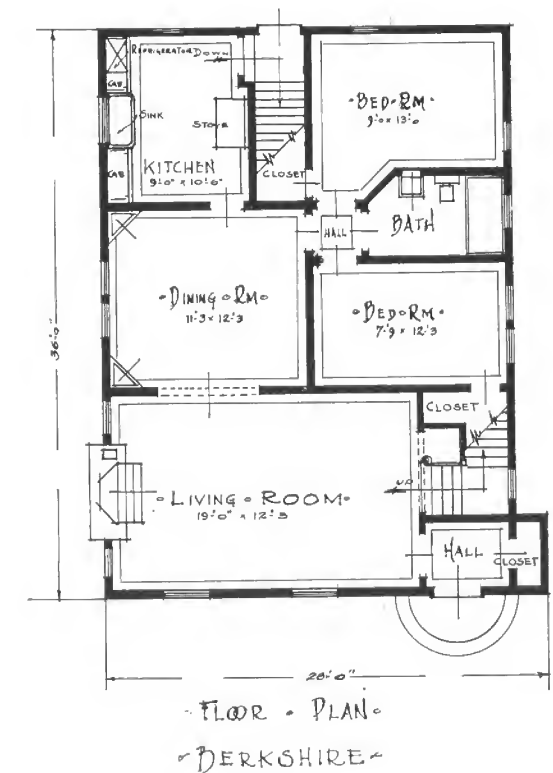 REFRIGERATOR DOWN
CAB.
SINK
STOVE
CAB
KITCHEN
9'-0" x 10'-0"
CLOSET
BED-RM
9'-0 x 13'-0
HALL
BATH
DINING RM
11'-3 x 12'-3
BED RM
7'-9 x 12'-3
36'-0"
CLOSET
UP
LIVING ROOM
19'-0" x 12'-3
HALL
CLOSET
26'-0"
FLOOR PLAN
BERKSHIRE